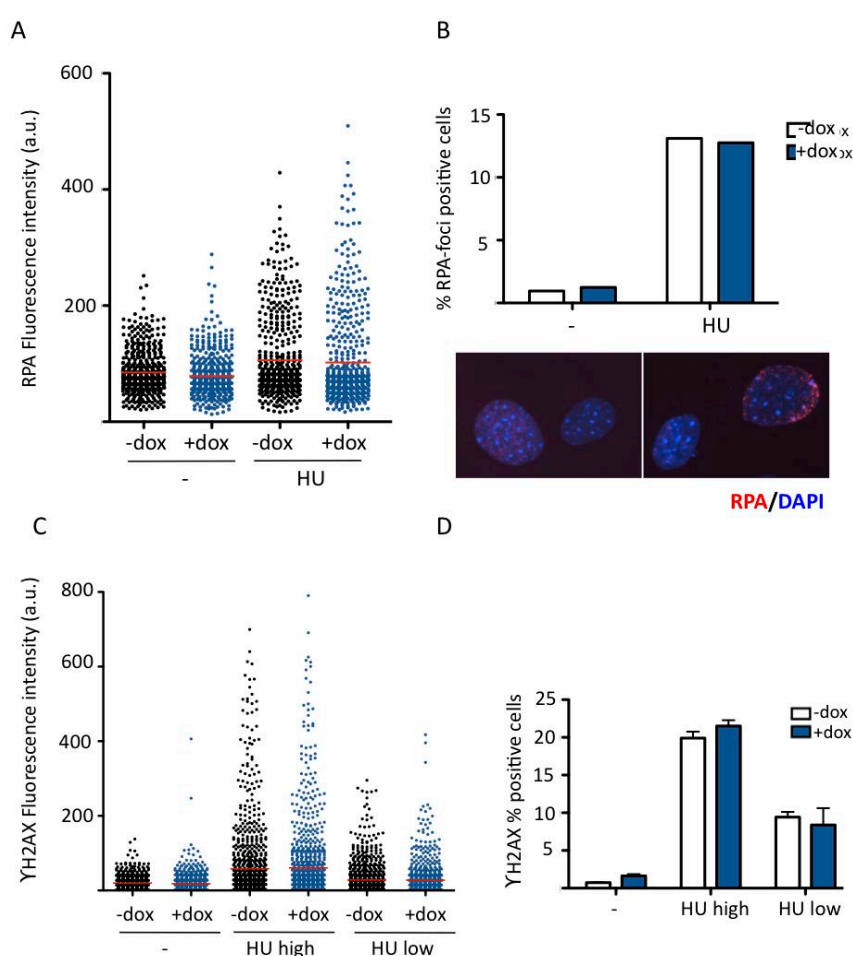 A
600
400
200
RPA Fluorescence intensity (a.u.)
-dox +dox -dox +dox
- HU
B
15
10
5
% RPA-foci positive cells
-dox
+dox
- HU
RPA/DAPI
C
800
600
400
200
ϒH2AX Fluorescence intensity (a.u.)
-dox +dox -dox +dox -dox +dox
- HU high HU low
D
25
20
15
10
5
ϒH2AX % positive cells
-dox
+dox
- HU high HU low